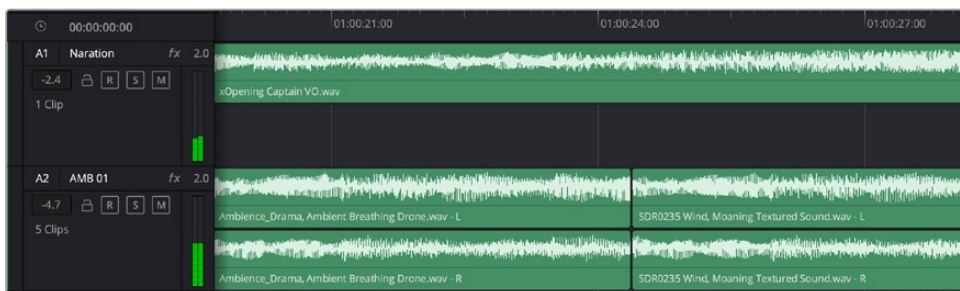 00:00:00:00
01:00:21:00
01:00:24:00
01:00:27:00
A1 Naration fx 2.0
-2.4 R S M
1 Clip
xOpening Captain VO.wav
A2 AMB 01 fx 2.0
-4.7 R S M
5 Clips
Ambience_Drama, Ambient Breathing Drone.wav - L
SDR0235 Wind, Moaning Textured Sound.wav - L
Ambience_Drama, Ambient Breathing Drone.wav - R
SDR0235 Wind, Moaning Textured Sound.wav - R